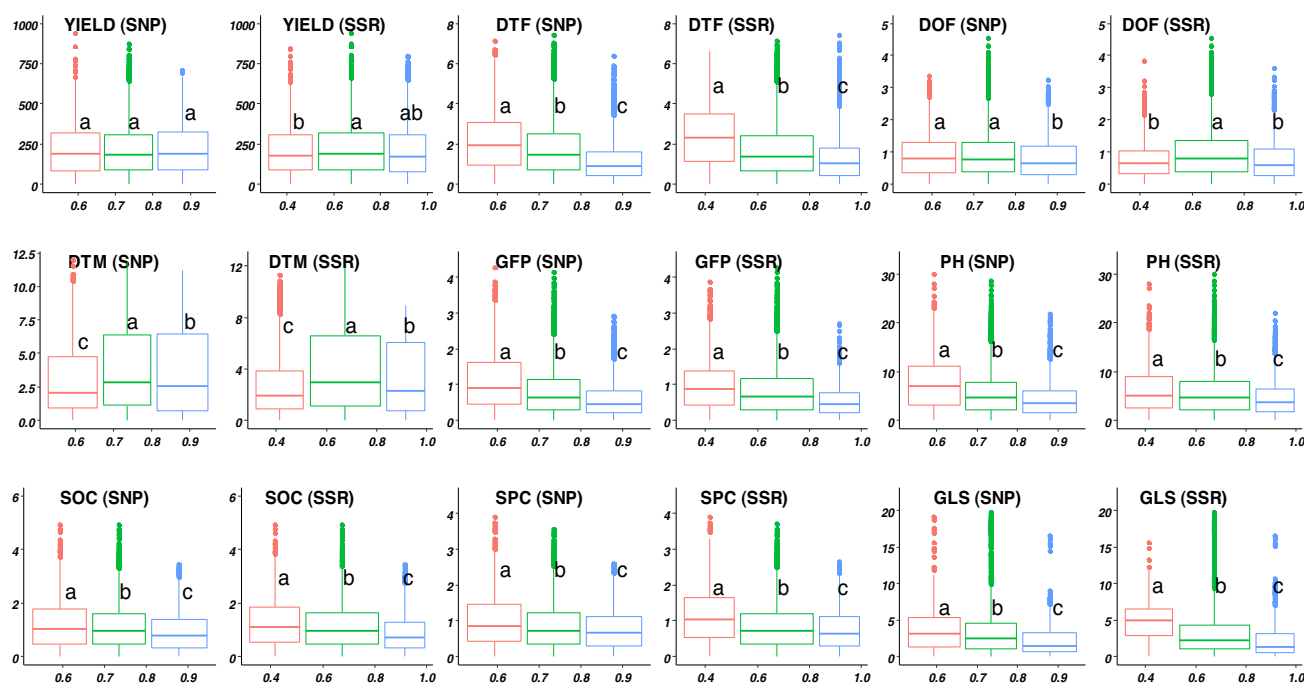 YIELD (SNP)
1000
750
500
250
0
a
a
a
0.6
0.7
0.8
0.9
YIELD (SSR)
1000
750
500
250
0
b
a
ab
0.4
0.6
0.8
1.0
DTF (SNP)
8
6
4
2
0
a
b
c
0.6
0.7
0.8
0.9
DTF (SSR)
8
6
4
2
0
a
b
c
0.4
0.6
0.8
1.0
DOF (SNP)
5
4
3
2
1
0
a
a
b
0.6
0.7
0.8
0.9
DOF (SSR)
5
4
3
2
1
0
b
a
b
0.4
0.6
0.8
1.0
DTM (SNP)
12.5
10.0
7.5
5.0
2.5
0.0
c
a
b
0.6
0.7
0.8
0.9
DTM (SSR)
12
8
4
0
c
a
b
0.4
0.6
0.8
1.0
GFP (SNP)
4
3
2
1
0
a
b
c
0.6
0.7
0.8
0.9
GFP (SSR)
4
3
2
1
0
a
b
c
0.4
0.6
0.8
1.0
PH (SNP)
30
20
10
0
a
b
c
0.6
0.7
0.8
0.9
PH (SSR)
30
20
10
0
a
b
c
0.4
0.6
0.8
1.0
SOC (SNP)
6
4
2
0
a
b
c
0.6
0.7
0.8
0.9
SOC (SSR)
6
4
2
0
a
b
c
0.4
0.6
0.8
1.0
SPC (SNP)
5
4
3
2
1
0
a
b
c
0.6
0.7
0.8
0.9
SPC (SSR)
5
4
3
2
1
0
a
b
c
0.4
0.6
0.8
1.0
GLS (SNP)
20
15
10
5
0
a
b
c
0.6
0.7
0.8
0.9
GLS (SSR)
20
15
10
5
0
a
b
c
0.4
0.6
0.8
1.0